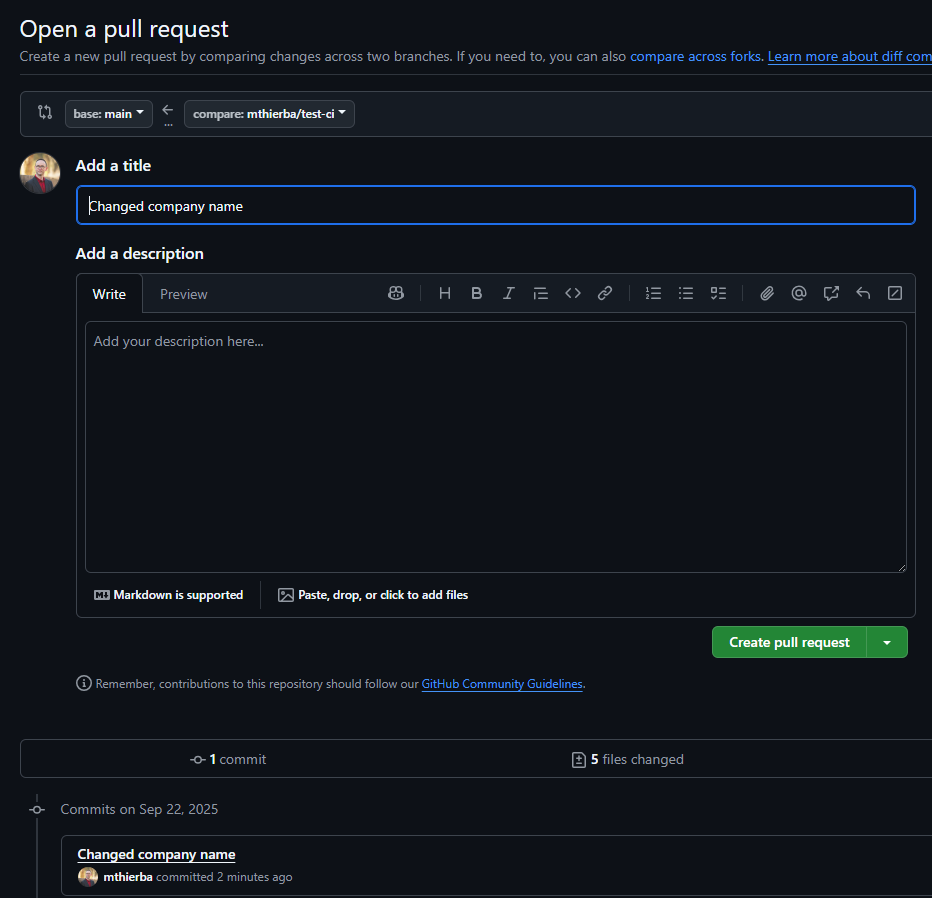 Open a pull request
Create a new pull request by comparing changes across two branches. If you need to, you can also compare across forks. Learn more about diff com
base: main
compare: mthierba/test-ci
...
Add a title
Changed company name
Add a description
Write Preview
Add your description here...
Markdown is supported
Paste, drop, or click to add files
Create pull request
Remember, contributions to this repository should follow our GitHub Community Guidelines.
1 commit
5 files changed
Commits on Sep 22, 2025
Changed company name
mthierba committed 2 minutes ago